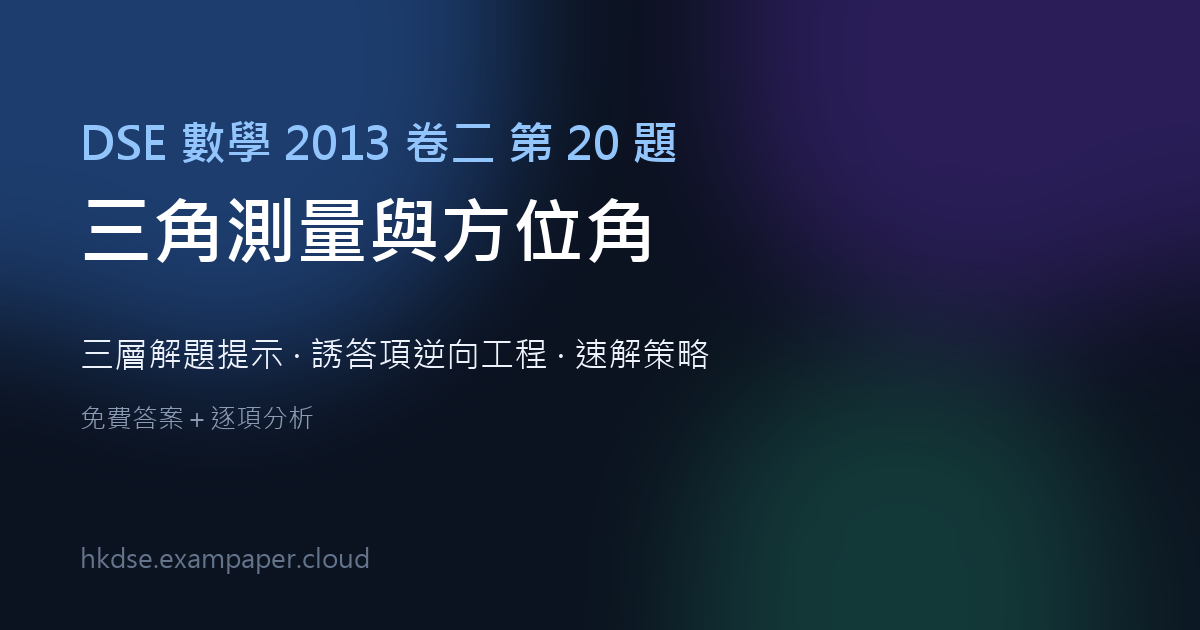 DSE 數學 2013 卷二 第 20 題
三角測量與方位角
三層解題提示 · 誘答項逆向工程 · 速解策略
免費答案 + 逐項分析
hkdse.exampaper.cloud